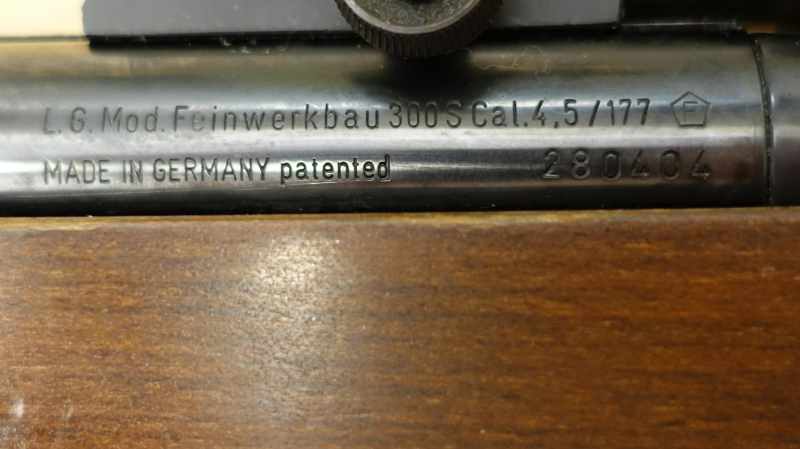 L.G. Mod. Feinwerkbau 300 S Cal. 4,5 / 177 F
MADE IN GERMANY patented 280404